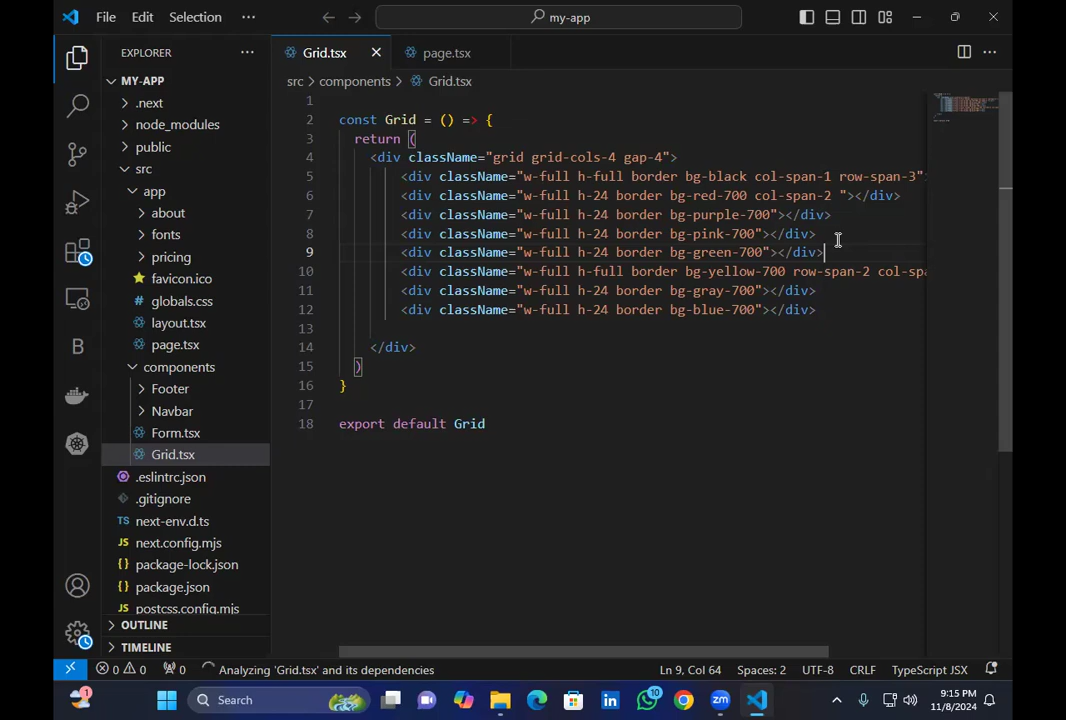 File Edit Selection ··· my-app
EXPLORER ···
MY-APP
.next
node_modules
public
src
app
about
fonts
pricing
favicon.ico
# globals.css
layout.tsx
page.tsx
components
Footer
Navbar
Form.tsx
Grid.tsx
.eslintrc.json
.gitignore
TS next-env.d.ts
JS next.config.mjs
{} package-lock.json
{} package.json
JS postcss.config.mjs
OUTLINE
TIMELINE
B
Grid.tsx page.tsx ···
src > components > Grid.tsx
1
2 const Grid = () => {
3 return (
4 <div className="grid grid-cols-4 gap-4">
5 <div className="w-full h-full border bg-black col-span-1 row-span-3">
6 <div className="w-full h-24 border bg-red-700 col-span-2 "></div>
7 <div className="w-full h-24 border bg-purple-700"></div>
8 <div className="w-full h-24 border bg-pink-700"></div>
9 <div className="w-full h-24 border bg-green-700"></div>
10 <div className="w-full h-full border bg-yellow-700 row-span-2 col-spa
11 <div className="w-full h-24 border bg-gray-700"></div>
12 <div className="w-full h-24 border bg-blue-700"></div>
13
14 </div>
15 )
16 }
17
18 export default Grid
0 0 0 Analyzing 'Grid.tsx' and its dependencies Ln 9, Col 64 Spaces: 2 UTF-8 CRLF TypeScript JSX
1 Search in 10 zm 9:15 PM
11/8/2024